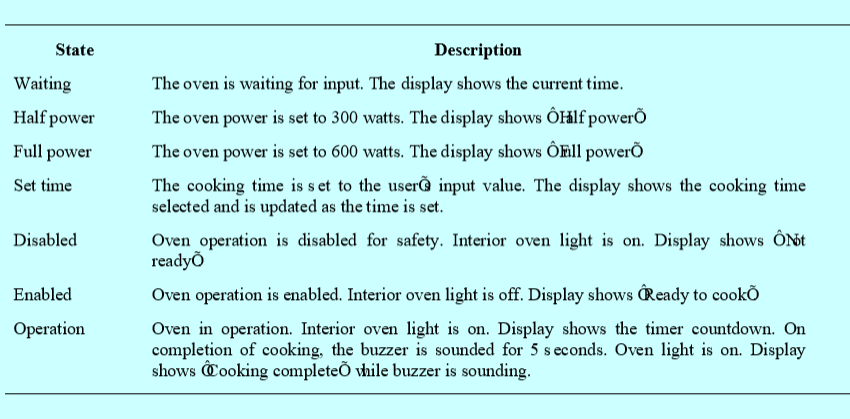 State Description
Waiting The oven is waiting for input. The display shows the current time.
Half power The oven power is set to 300 watts. The display shows ÔHalf powerÕ
Full power The oven power is set to 600 watts. The display shows ÔFull powerÕ
Set time The cooking time is set to the userÕs input value. The display shows the cooking time
selected and is updated as the time is set.
Disabled Oven operation is disabled for safety. Interior oven light is on. Display shows ÔNot
readyÕ
Enabled Oven operation is enabled. Interior oven light is off. Display shows ÔReady to cookÕ
Operation Oven in operation. Interior oven light is on. Display shows the timer countdown. On
completion of cooking, the buzzer is sounded for 5 seconds. Oven light is on. Display
shows ÔCooking completeÕ while buzzer is sounding.